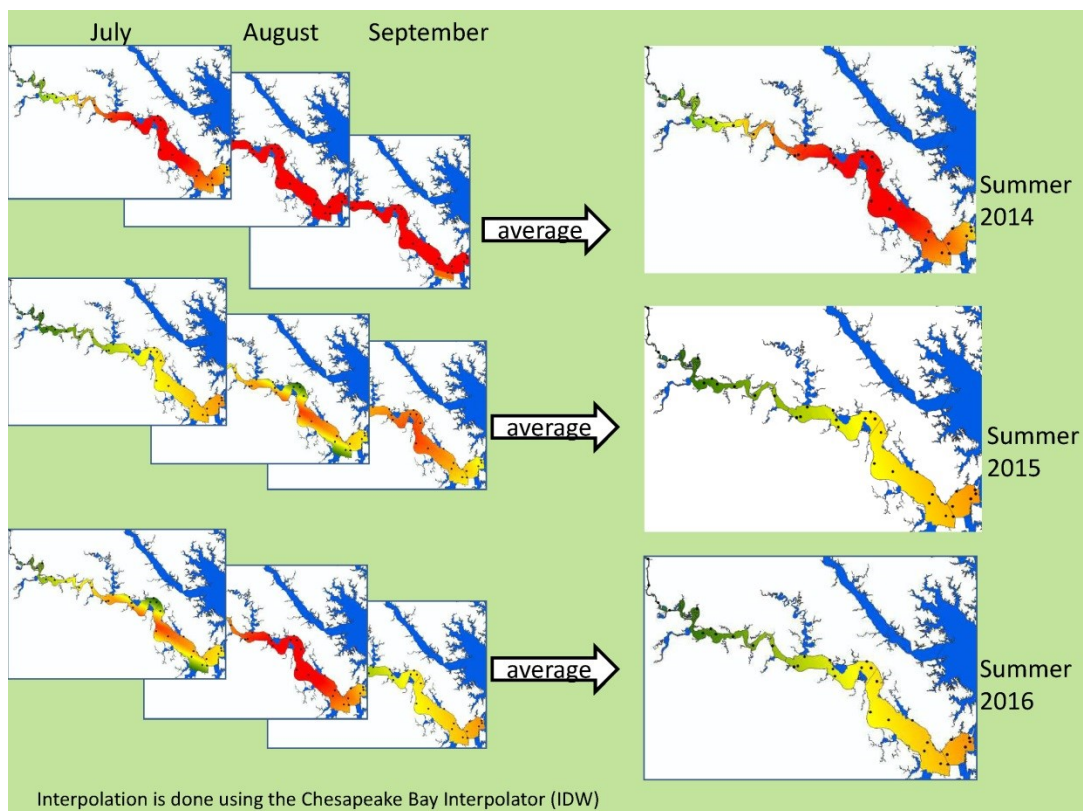 July August September
average
Summer
2014
average
Summer
2015
average
Summer
2016
Interpolation is done using the Chesapeake Bay Interpolator (IDW)